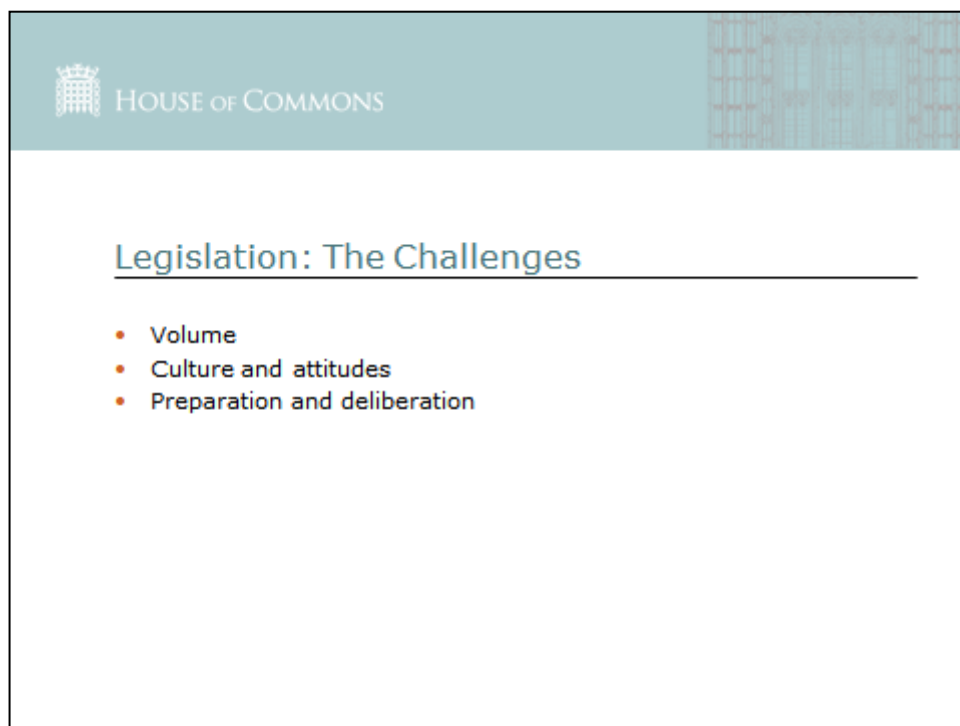 HOUSE OF COMMONS
Legislation: The Challenges
• Volume
• Culture and attitudes
• Preparation and deliberation